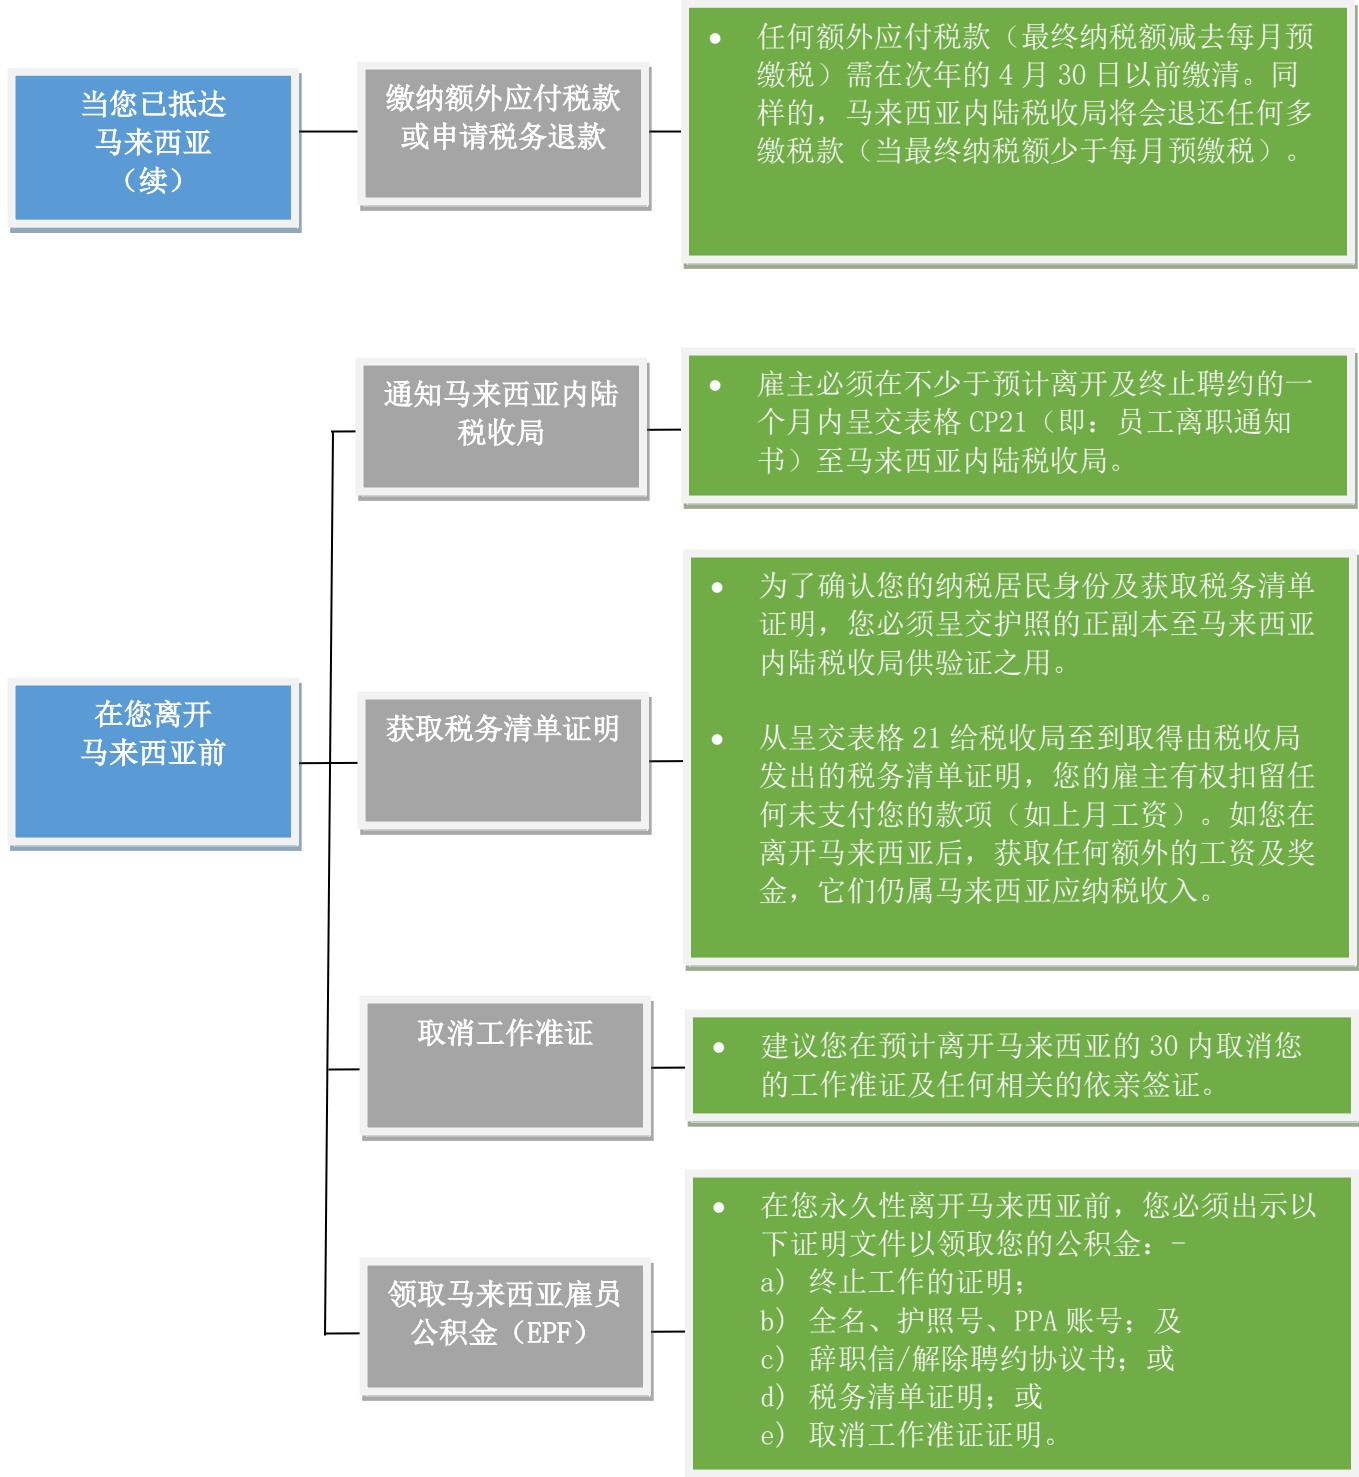 当您已抵达
马来西亚
（续）
缴纳额外应付税款
或申请税务退款
• 任何额外应付税款（最终纳税额减去每月预
缴税）需在次年的 4 月 30 日以前缴清。同
样的，马来西亚内陆税收局将会退还任何多
缴税款（当最终纳税额少于每月预缴税）。
在您离开
马来西亚前
通知马来西亚内陆
税收局
• 雇主必须在不少于预计离开及终止聘约的一
个月内呈交表格 CP21（即：员工离职通知
书）至马来西亚内陆税收局。
获取税务清单证明
• 为了确认您的纳税居民身份及获取税务清单
证明，您必须呈交护照的正副本至马来西亚
内陆税收局供验证之用。
• 从呈交表格 21 给税收局至到取得由税收局
发出的税务清单证明，您的雇主有权扣留任
何未支付您的款项（如上月工资）。如您在
离开马来西亚后，获取任何额外的工资及奖
金，它们仍属马来西亚应纳税收入。
取消工作准证
• 建议您在预计离开马来西亚的 30 内取消您
的工作准证及任何相关的依亲签证。
领取马来西亚雇员
公积金（EPF）
• 在您永久性离开马来西亚前，您必须出示以
下证明文件以领取您的公积金：-
a) 终止工作的证明；
b) 全名、护照号、PPA 账号；及
c) 辞职信/解除聘约协议书；或
d) 税务清单证明；或
e) 取消工作准证证明。